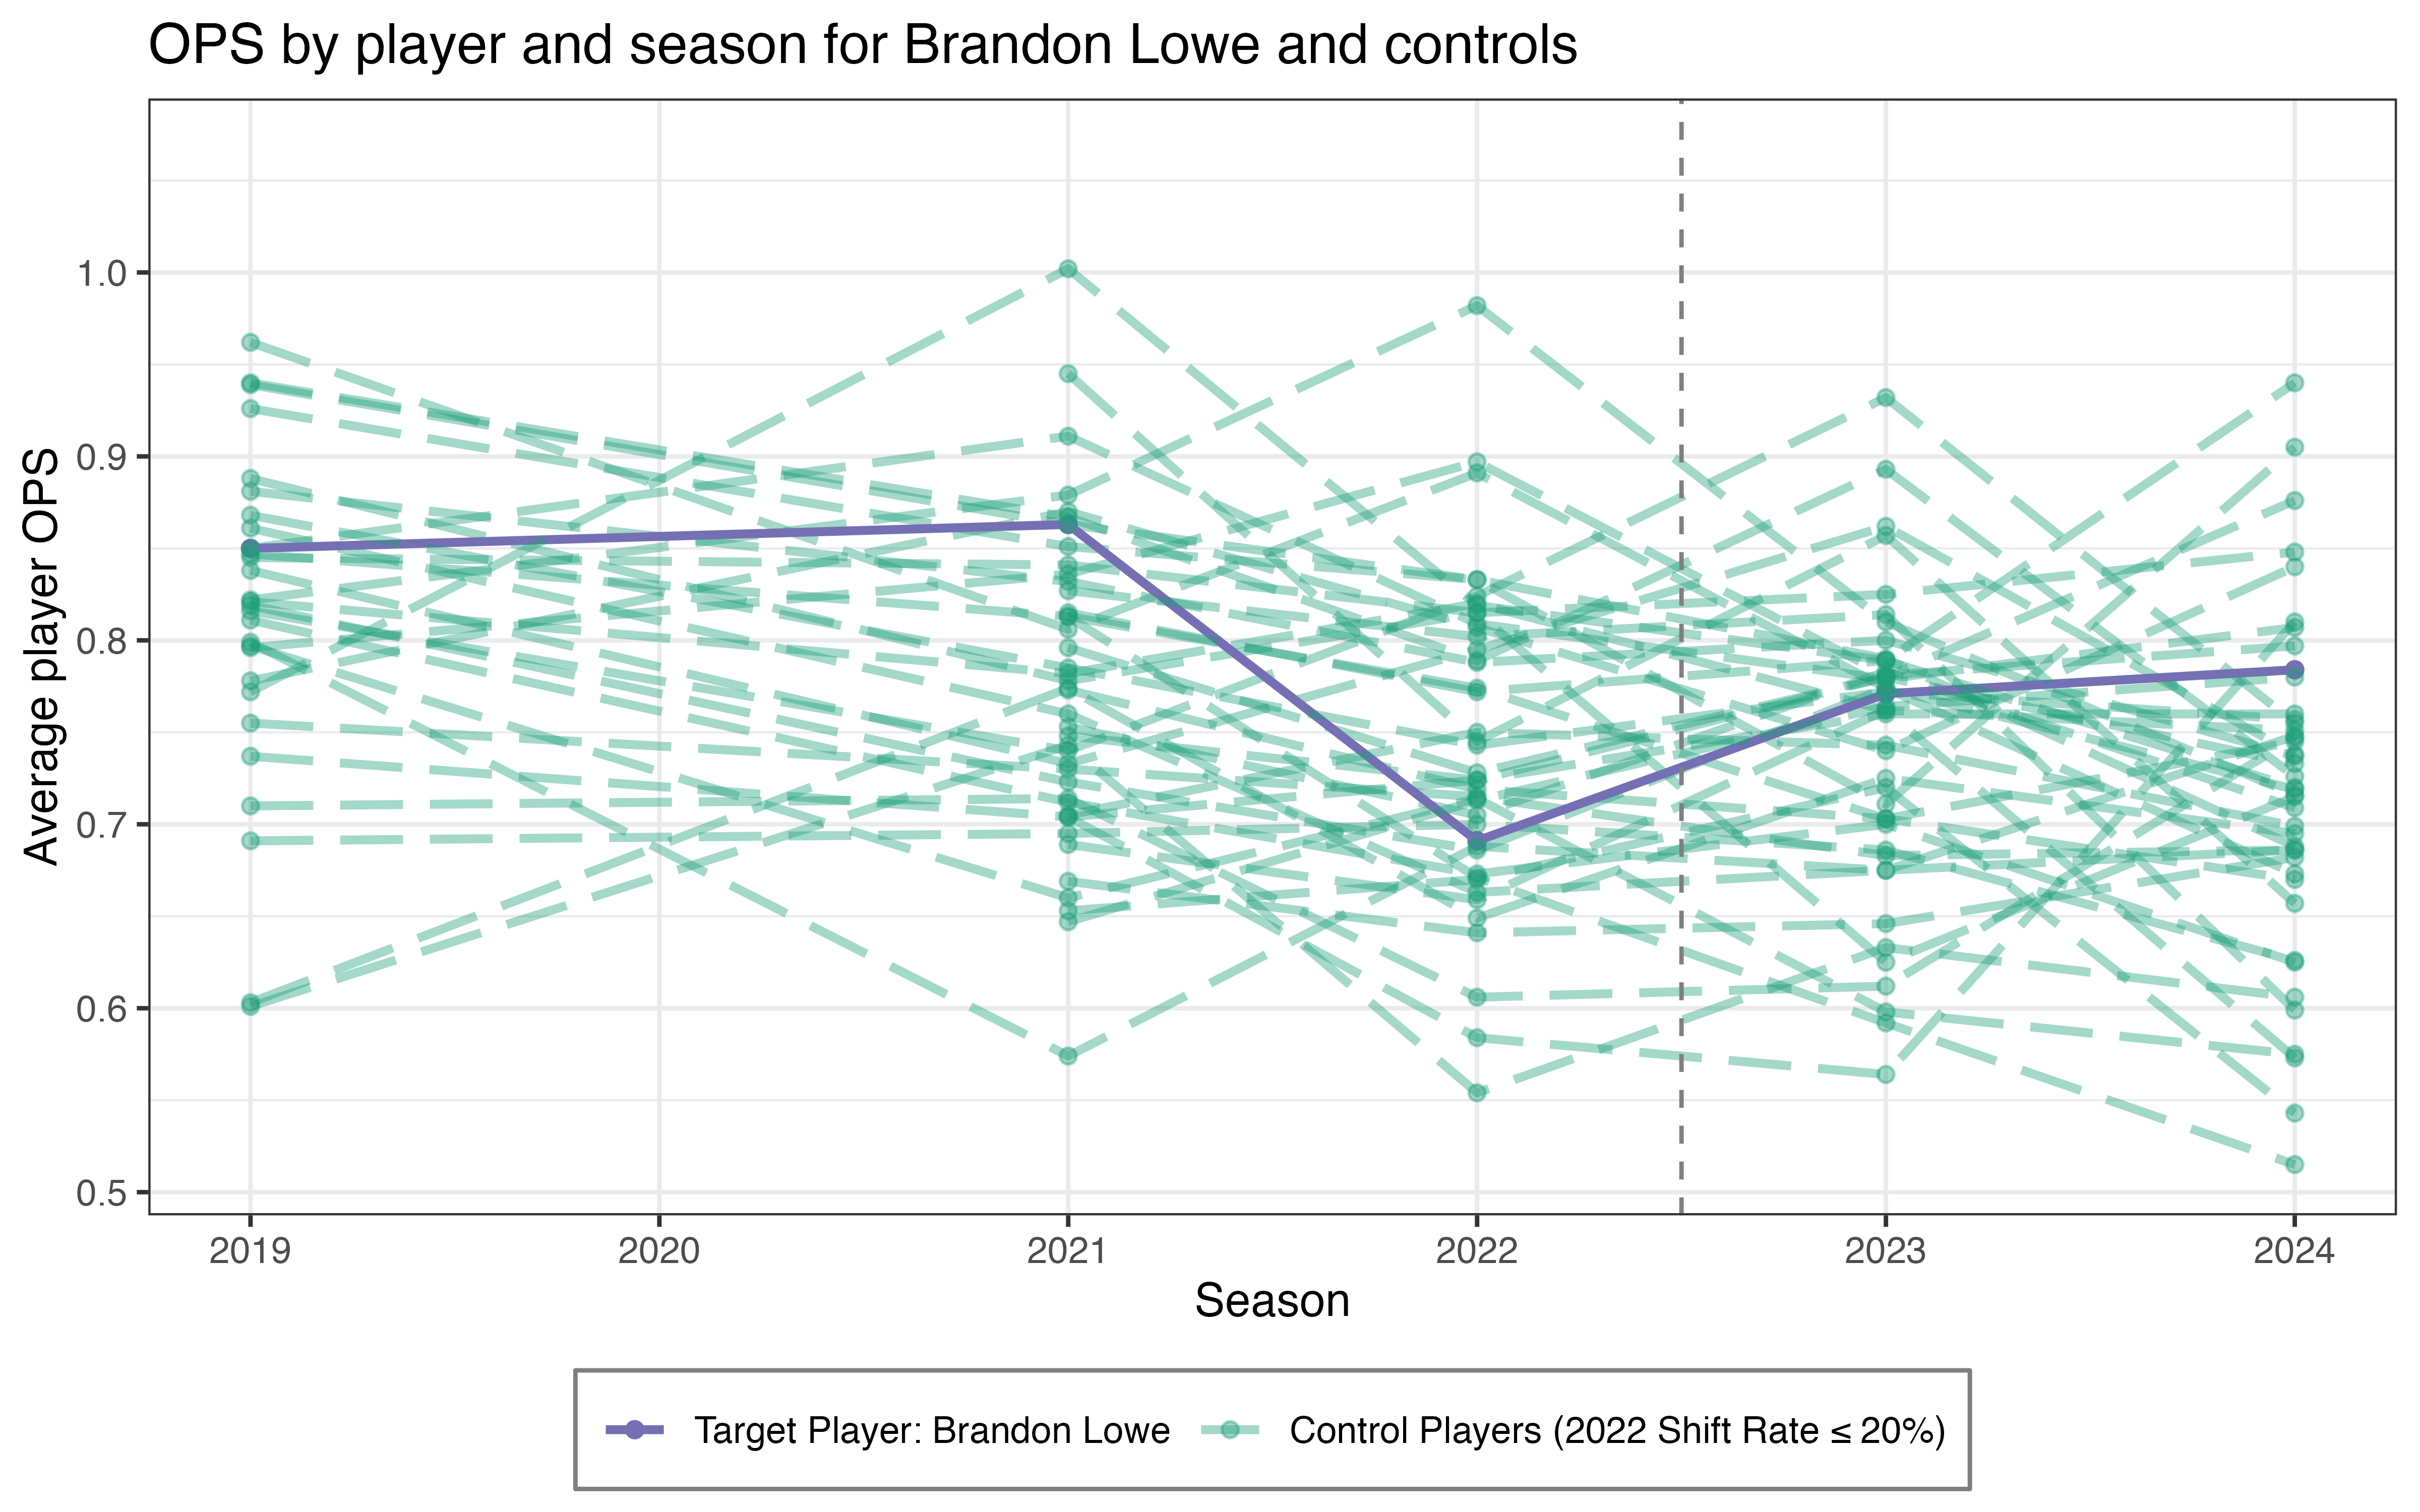 OPS by player and season for Brandon Lowe and controls
Average player OPS
1.0
0.9
0.8
0.7
0.6
0.5
2019 2020 2021 2022 2023 2024
Season
Target Player: Brandon Lowe Control Players (2022 Shift Rate ≤ 20%)